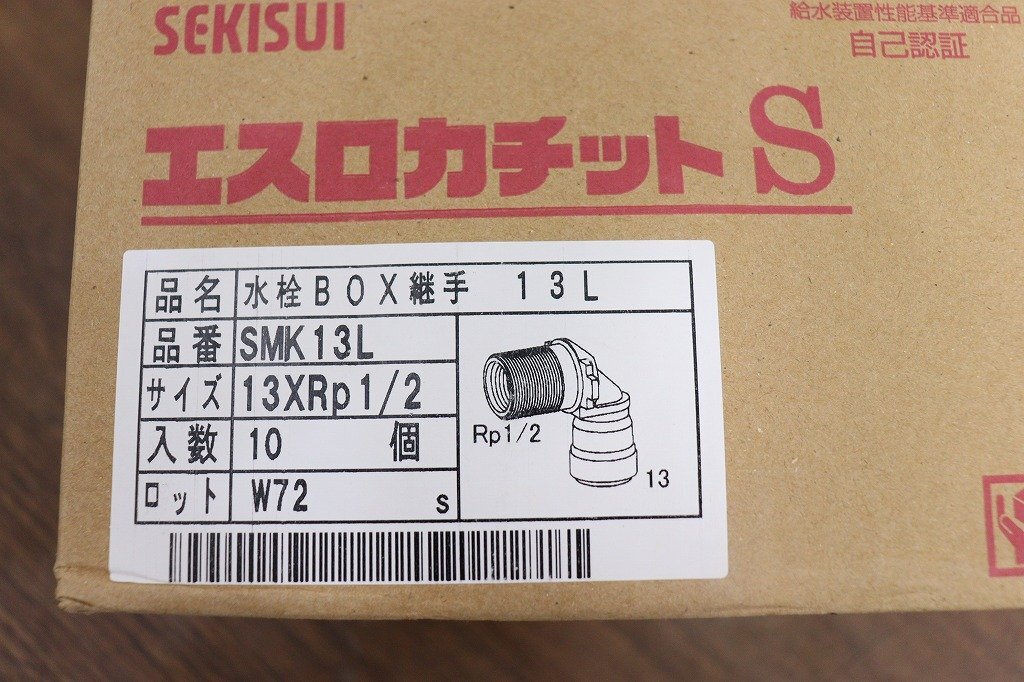 SEKISUI
給水装置性能基準適合品
自己認証
エスロカチットS
品名 水栓BOX継手 13L
品番 SMK13L
サイズ 13XRp1/2
入数 10 個
ロット W72 s
Rp1/2
13